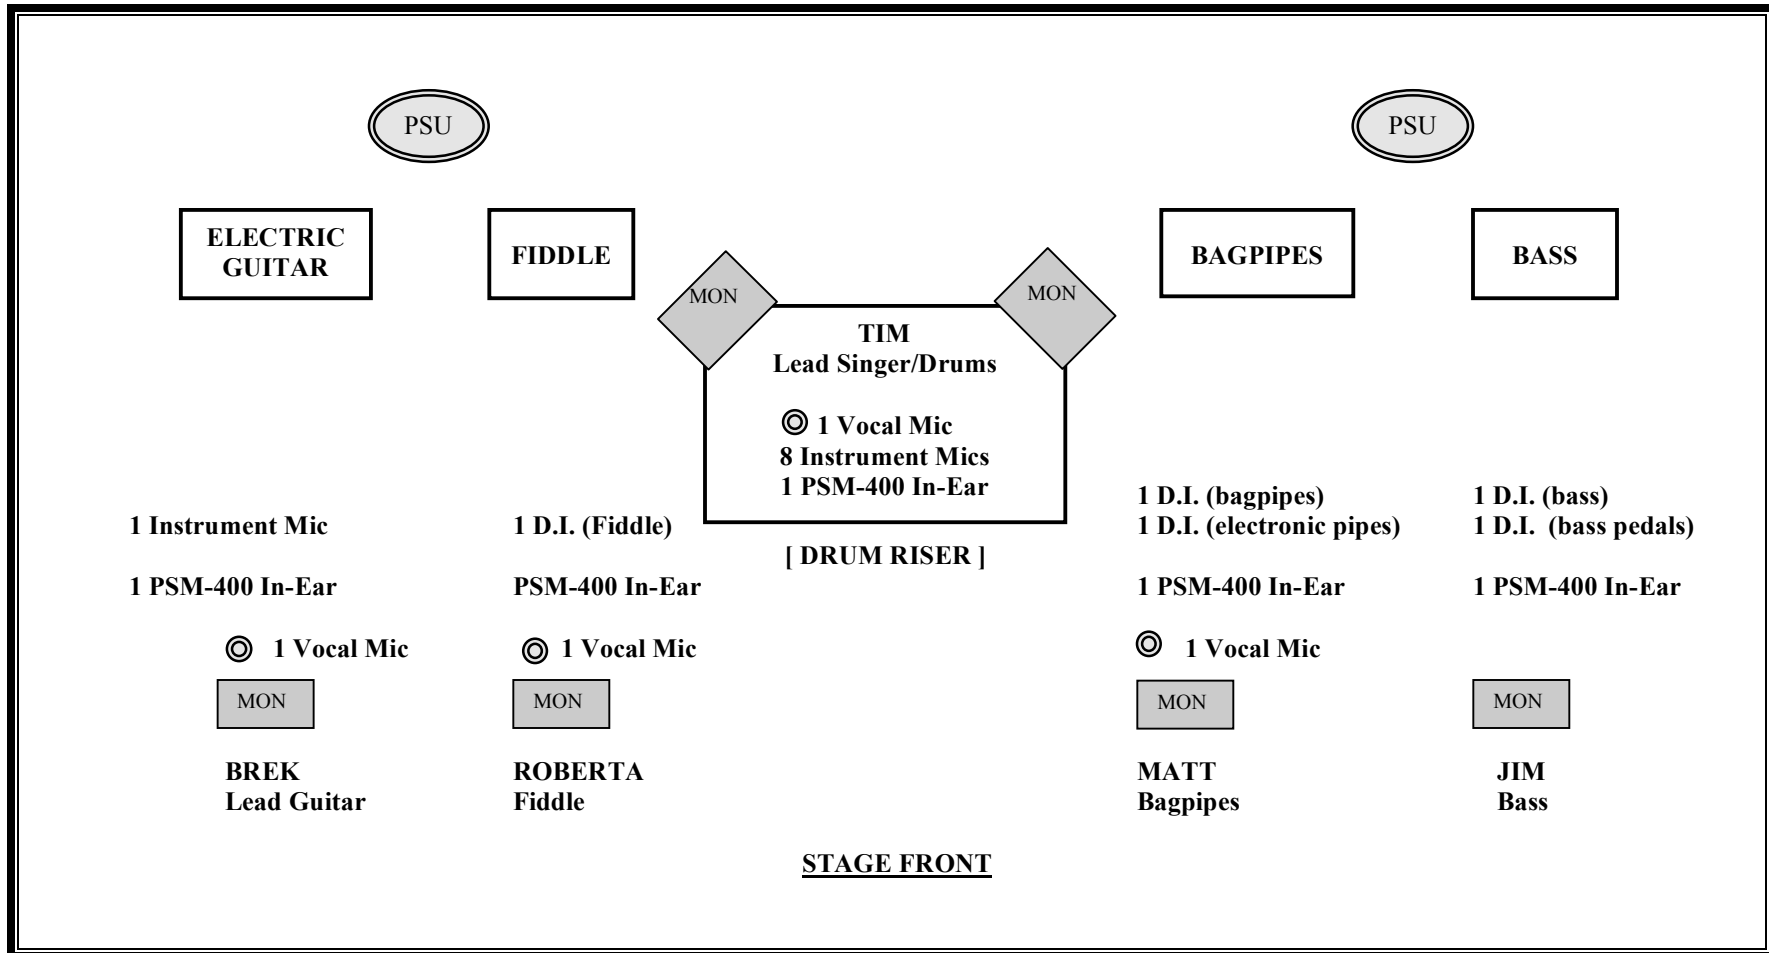 PSU
PSU
ELECTRIC
GUITAR
FIDDLE
BAGPIPES
BASS
MON
MON
TIM
Lead Singer/Drums
1 Vocal Mic
8 Instrument Mics
1 PSM-400 In-Ear
[ DRUM RISER ]
1 Instrument Mic
1 PSM-400 In-Ear
1 Vocal Mic
MON
BREK
Lead Guitar
1 D.I. (Fiddle)
PSM-400 In-Ear
1 Vocal Mic
MON
ROBERTA
Fiddle
1 D.I. (bagpipes)
1 D.I. (electronic pipes)
1 PSM-400 In-Ear
1 Vocal Mic
MON
MATT
Bagpipes
1 D.I. (bass)
1 D.I. (bass pedals)
1 PSM-400 In-Ear
MON
JIM
Bass
STAGE FRONT